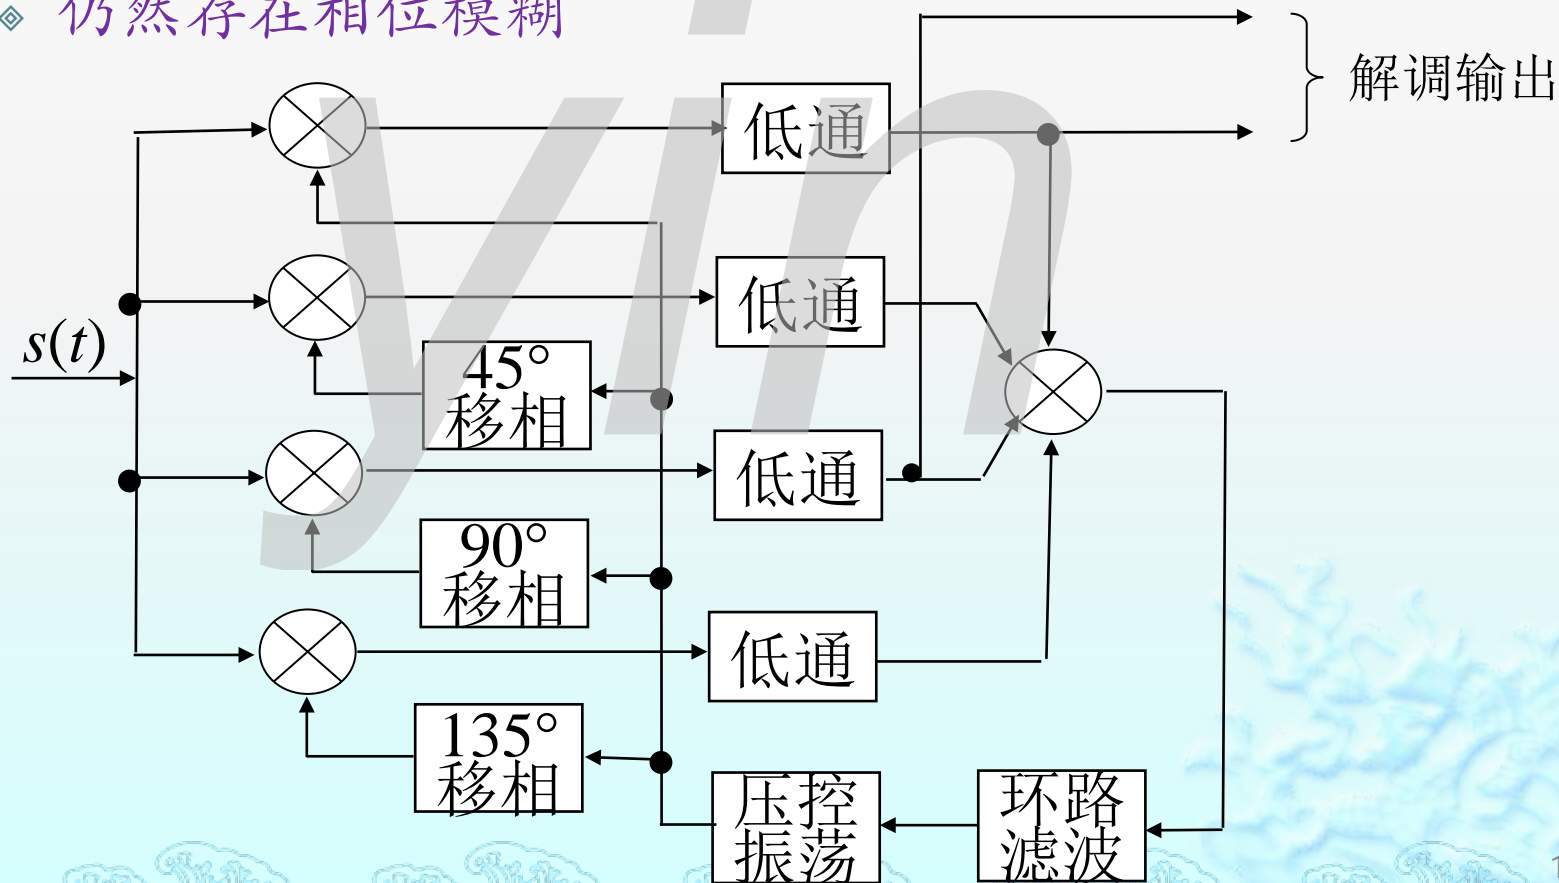 仍然存在相位模糊
解调输出
低通
低通
s(t)
45°
移相
低通
90°
移相
低通
135°
移相
压控
振荡
环路
滤波
yin
1